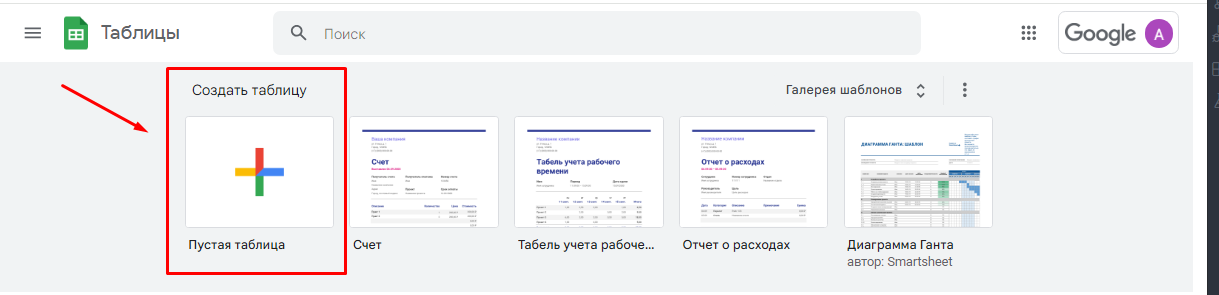 Таблицы
Поиск
Google
A
Создать таблицу
Галерея шаблонов
Счет
Табель учета рабочего
времени
Отчет о расходах
ДИАГРАММА ГАНТА: ШАБЛОН
Пустая таблица
Счет
Табель учета рабоче...
Отчет о расходах
Диаграмма Ганта
автор: Smartsheet